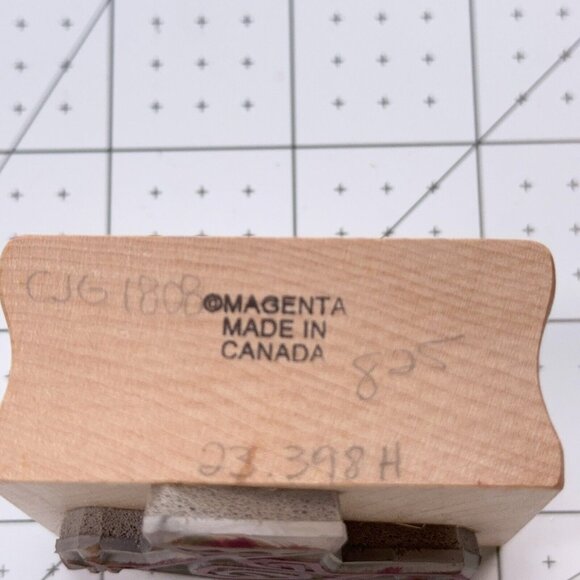 CJG 1808
©MAGENTA
MADE IN
CANADA
825
23.398H